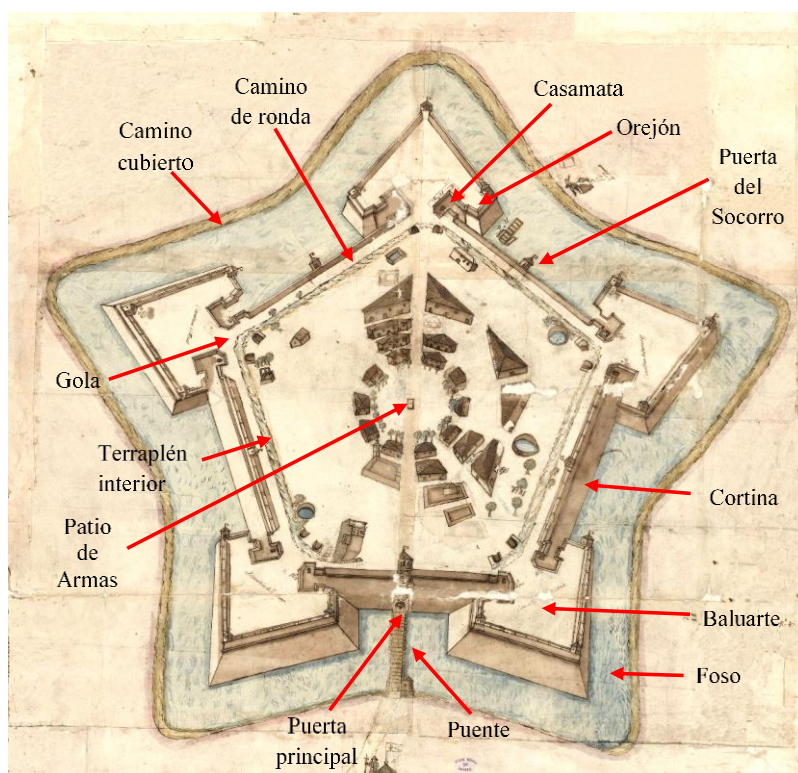 Camino
de ronda
Casamata
Camino
cubierto
Orejón
Puerta
del
Socorro
Gola
Terraplén
interior
Cortina
Patio
de
Armas
Baluarte
Foso
Puerta
principal
Puente